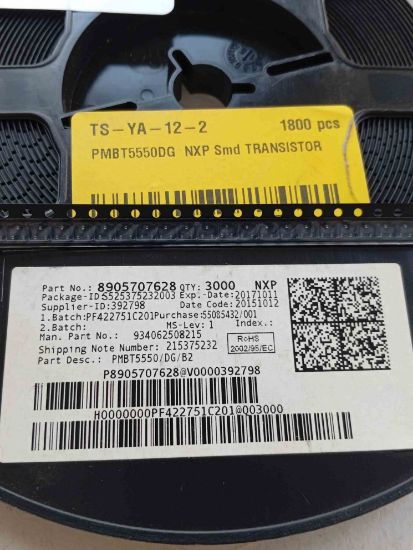 TS-YA-12-2 1800 pcs
PMBT5550DG NXP Smd TRANSISTOR
Part No.: 8905707628 QTY: 3000 NXP
Package-ID S525375232003 Exp.-Date:20171011
Supplier-ID:392798 Date Code:20151012
1.Batch:PF422751C201Purchase:55085432/001
2.Batch: MS-Lev: 1 Index.:
Man. Part No.: 934062508215
Shipping Note Number: 215375232
RoHS
2002/95/EC
Part Desc.: PMBT5550/DG/B2
P8905707628@V0000392798
H0000000PF422751C201@Q03000